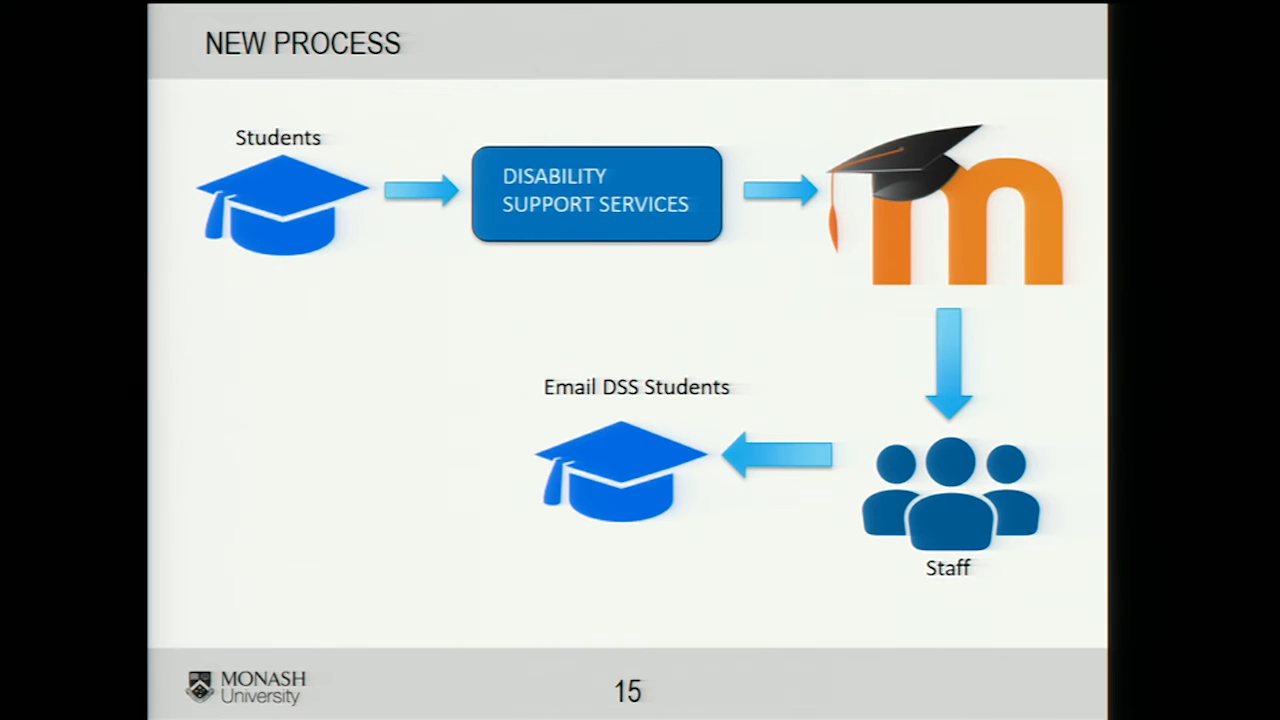 NEW PROCESS
Students
DISABILITY
SUPPORT SERVICES
m
Email DSS Students
Staff
MONASH
University
15